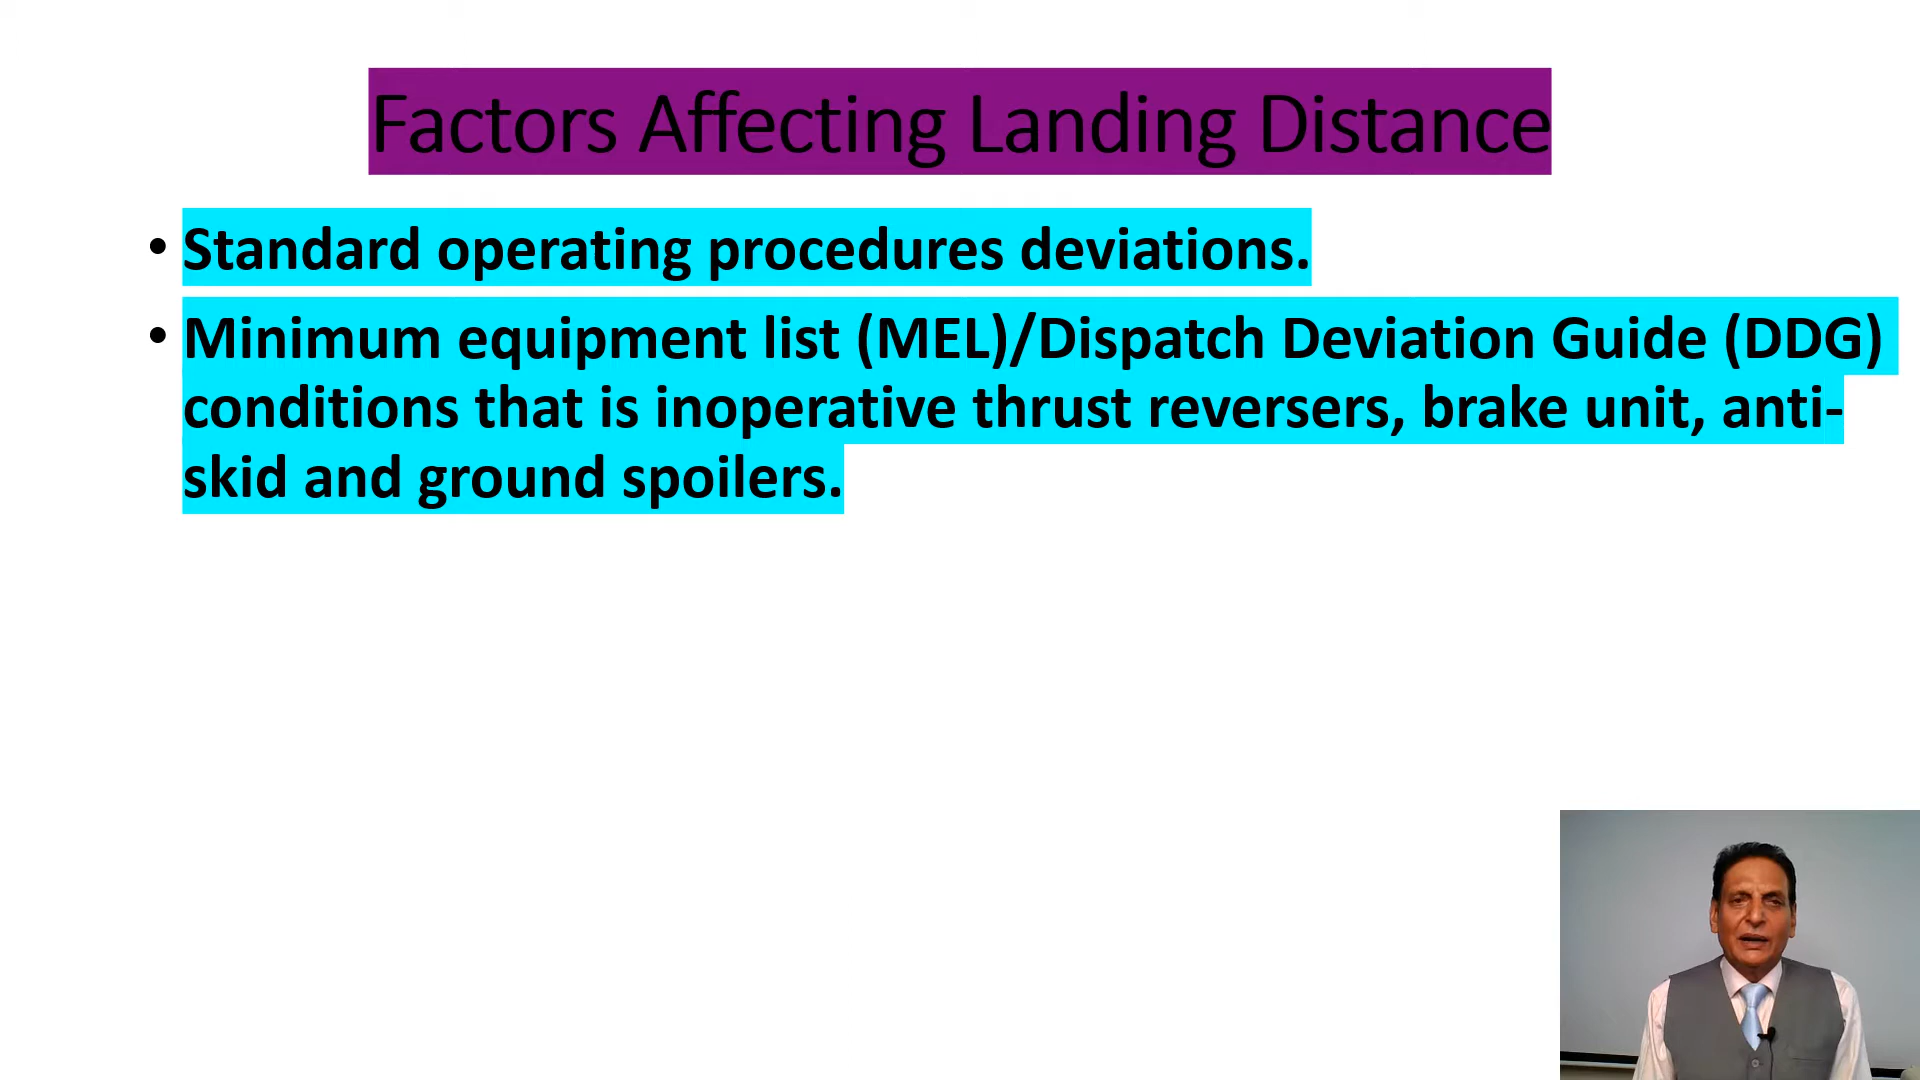 Factors Affecting Landing Distance
• Standard operating procedures deviations.
• Minimum equipment list (MEL)/Dispatch Deviation Guide (DDG)
conditions that is inoperative thrust reversers, brake unit, anti-
skid and ground spoilers.